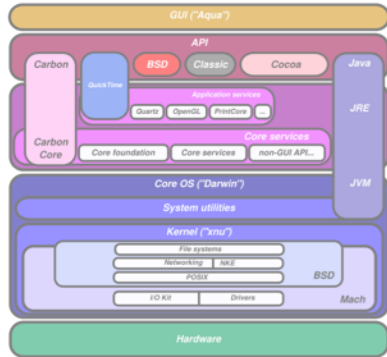 GUI ("Aqua")
API
Carbon
QuickTime
BSD
Classic
Cocoa
Java
Application services
Quartz
OpenGL
PrintCore
...
JRE
Core services
Carbon
Core
Core foundation
Core services
non-GUI API...
Core OS ("Darwin")
JVM
System utilities
Kernel ("xnu")
File systems
Networking
NKE
POSIX
BSD
I/O Kit
Drivers
Mach
Hardware